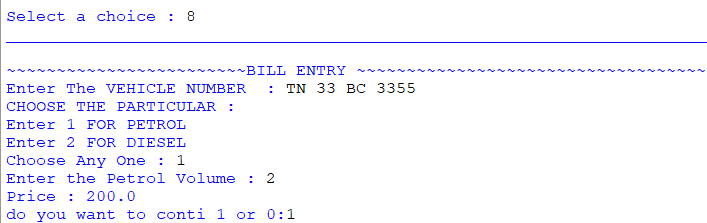 Select a choice : 8
~~~~~~~~~~~~~~~~~~~~~~~~BILL ENTRY ~~~~~~~~~~~~~~~~~~~~~~~~~~~~~~~~~~~
Enter The VEHICLE NUMBER  : TN 33 BC 3355
CHOOSE THE PARTICULAR :
Enter 1 FOR PETROL
Enter 2 FOR DIESEL
Choose Any One : 1
Enter the Petrol Volume : 2
Price : 200.0
do you want to conti 1 or 0:1